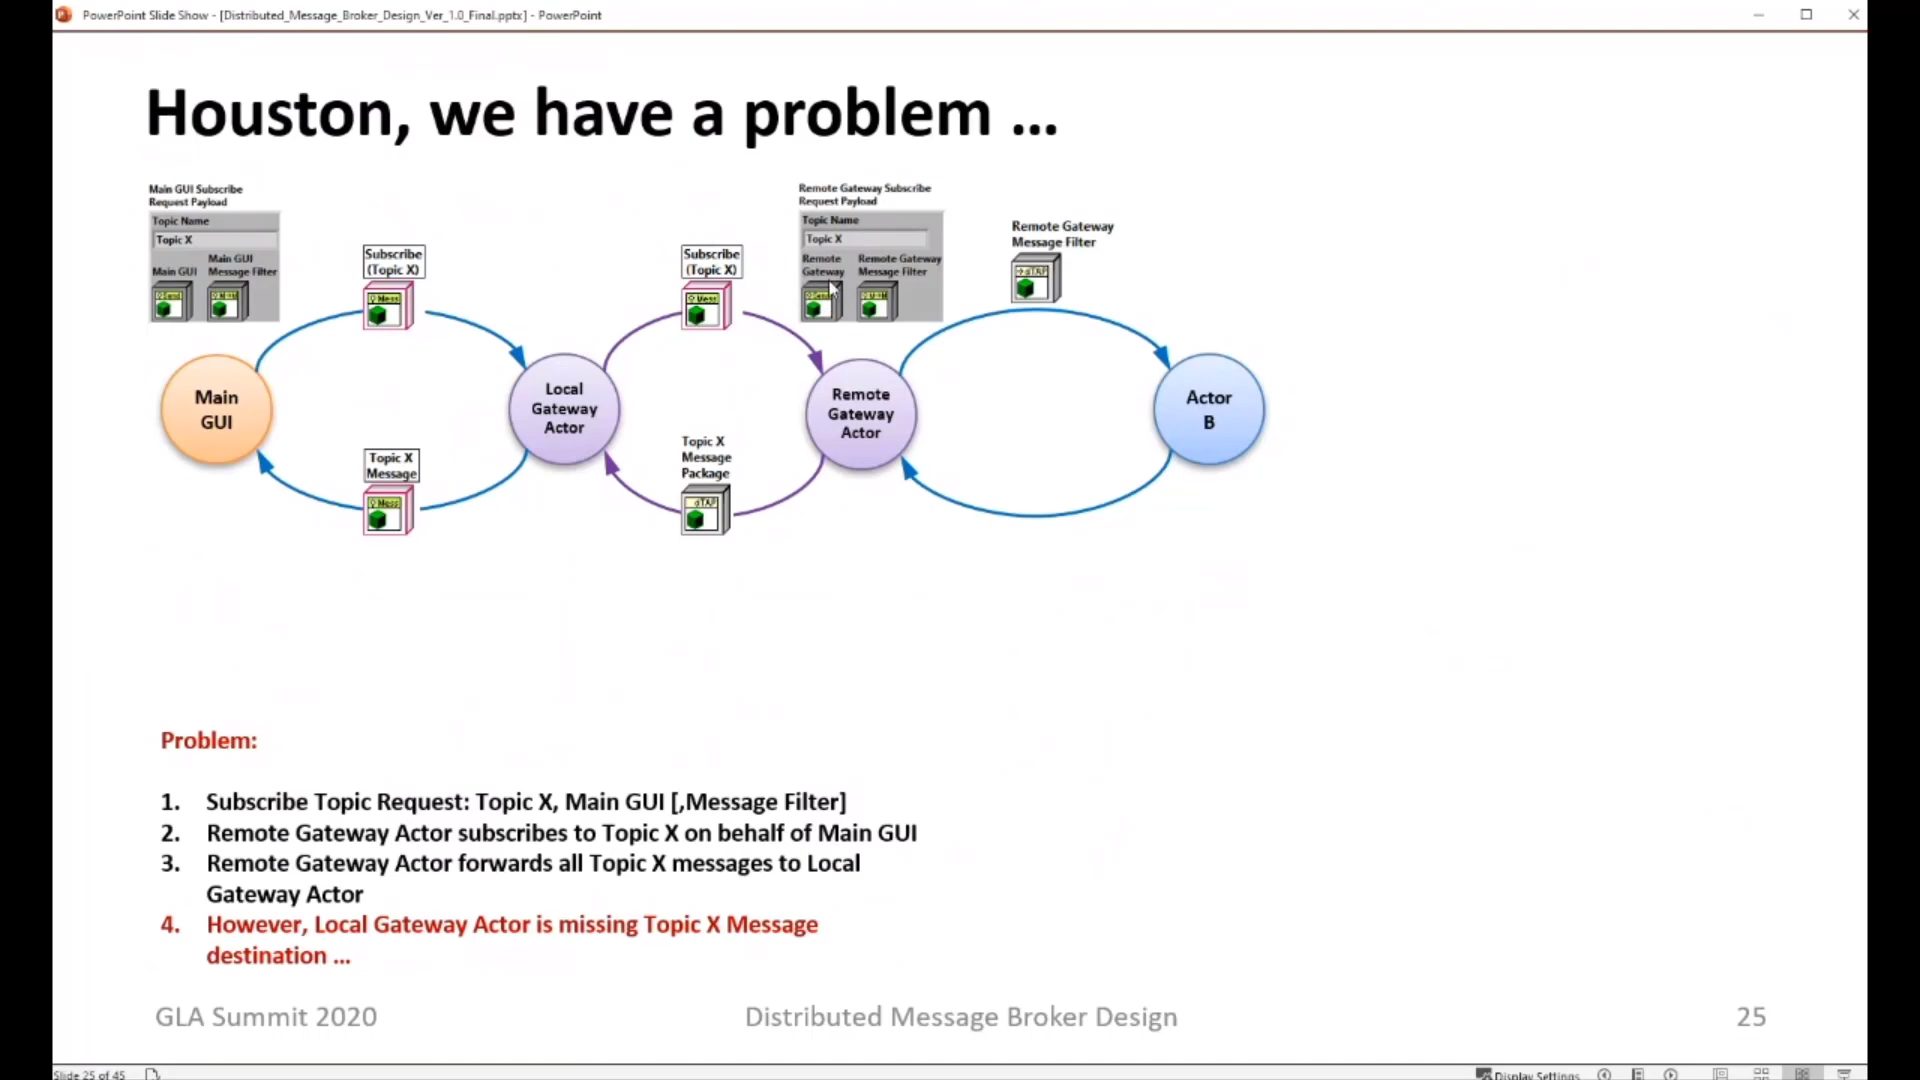 PowerPoint Slide Show - [Distributed_Message_Broker_Design_Ver_1.0_Final.pptx] - PowerPoint
Houston, we have a problem ...
Main GUI Subscribe
Request Payload
Topic Name
Topic X
Main GUI
Main GUI
Message Filter
Subscribe
(Topic X)
Subscribe
(Topic X)
Remote Gateway Subscribe
Request Payload
Topic Name
Topic X
Remote
Gateway
Remote Gateway
Message Filter
Remote Gateway
Message Filter
Main
GUI
Local
Gateway
Actor
Remote
Gateway
Actor
Actor
B
Topic X
Message
Topic X
Message
Package
Problem:
1. Subscribe Topic Request: Topic X, Main GUI [,Message Filter]
2. Remote Gateway Actor subscribes to Topic X on behalf of Main GUI
3. Remote Gateway Actor forwards all Topic X messages to Local
Gateway Actor
4. However, Local Gateway Actor is missing Topic X Message
destination ...
GLA Summit 2020
Distributed Message Broker Design
25
Slide 25 of 45
Display Settings